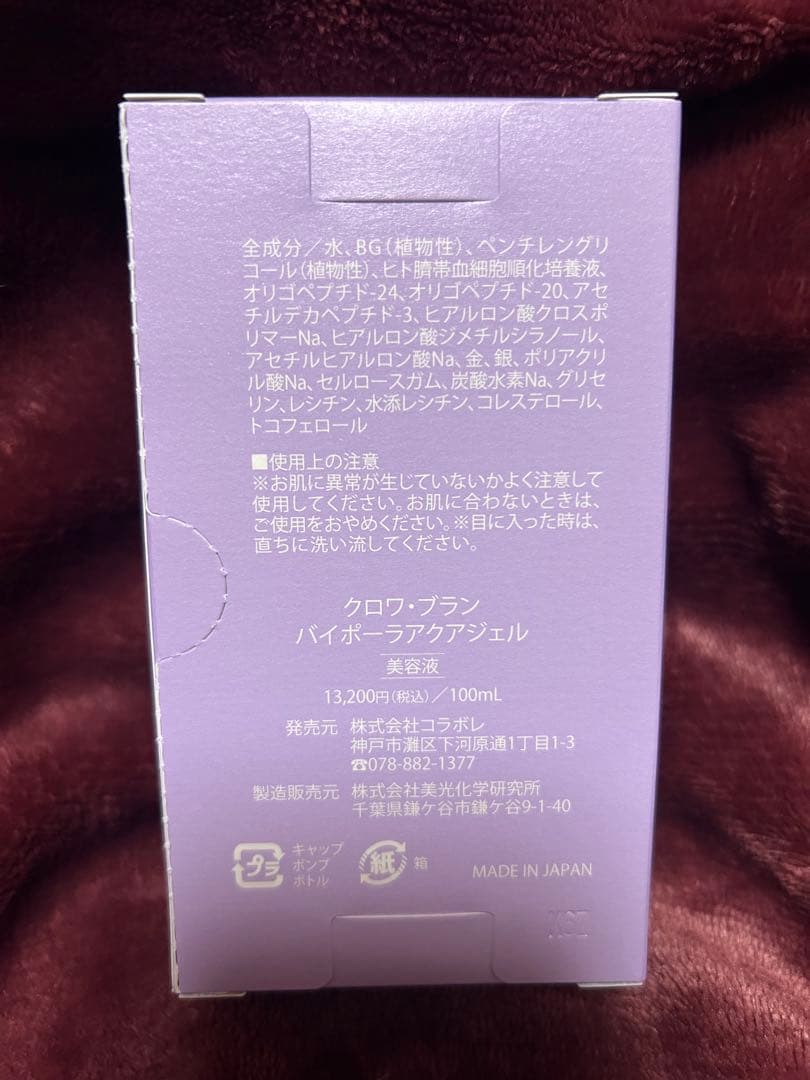 全成分／水、BG(植物性)、ペンチレングリ
コール(植物性)、ヒト臍帯血細胞順化培養液、
オリゴペプチド-24、オリゴペプチド-20、アセ
チルデカペプチド-3、ヒアルロン酸クロスポ
リマーNa、ヒアルロン酸ジメチルシラノール、
アセチルヒアルロン酸Na、金、銀、ポリアクリ
ル酸Na、セルロースガム、炭酸水素Na、グリセ
リン、レシチン、水添レシチン、コレステロール、
トコフェロール
■使用上の注意
※お肌に異常が生じていないかよく注意して
使用してください。お肌に合わないときは、
ご使用をおやめください。※目に入った時は、
直ちに洗い流してください。
クロワ・ブラン
バイポーラアクアジェル
美容液
13,200円(税込)／100mL
発売元 株式会社コラボレ
神戸市灘区下河原通1丁目1-3
☎078-882-1377
製造販売元 株式会社美光化学研究所
千葉県鎌ケ谷市鎌ケ谷9-1-40
プラ キャップ
ポンプ
ボトル
紙 箱
MADE IN JAPAN